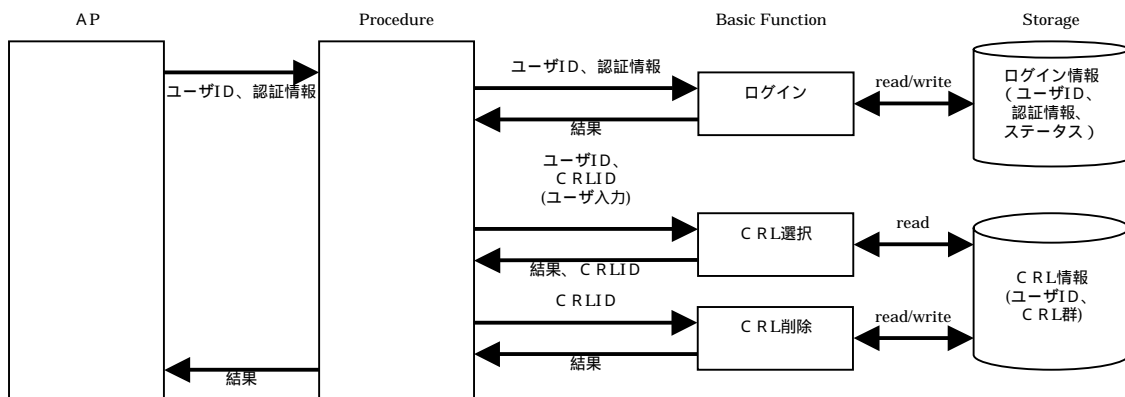 AP
Procedure
Basic Function
Storage
ユーザID、認証情報
ユーザID、認証情報
ログイン
read/write
ログイン情報
(ユーザID、
認証情報、
ステータス)
結果
ユーザID、
CRLID
(ユーザ入力)
CRL選択
read
結果、CRLID
CRL情報
(ユーザID、
CRL群)
CRLID
CRL削除
read/write
結果
結果